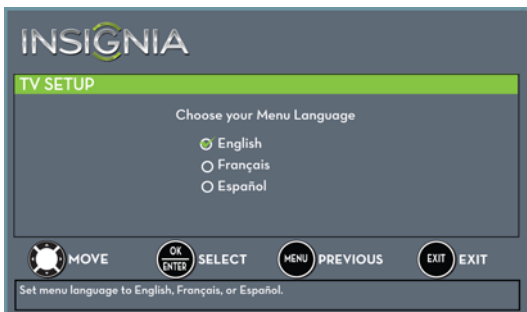 INSIGNIA
TV SETUP
Choose your Menu Language
English
Français
Español
MOVE OK ENTER SELECT MENU PREVIOUS EXIT EXIT
Set menu language to English, Français, or Español.